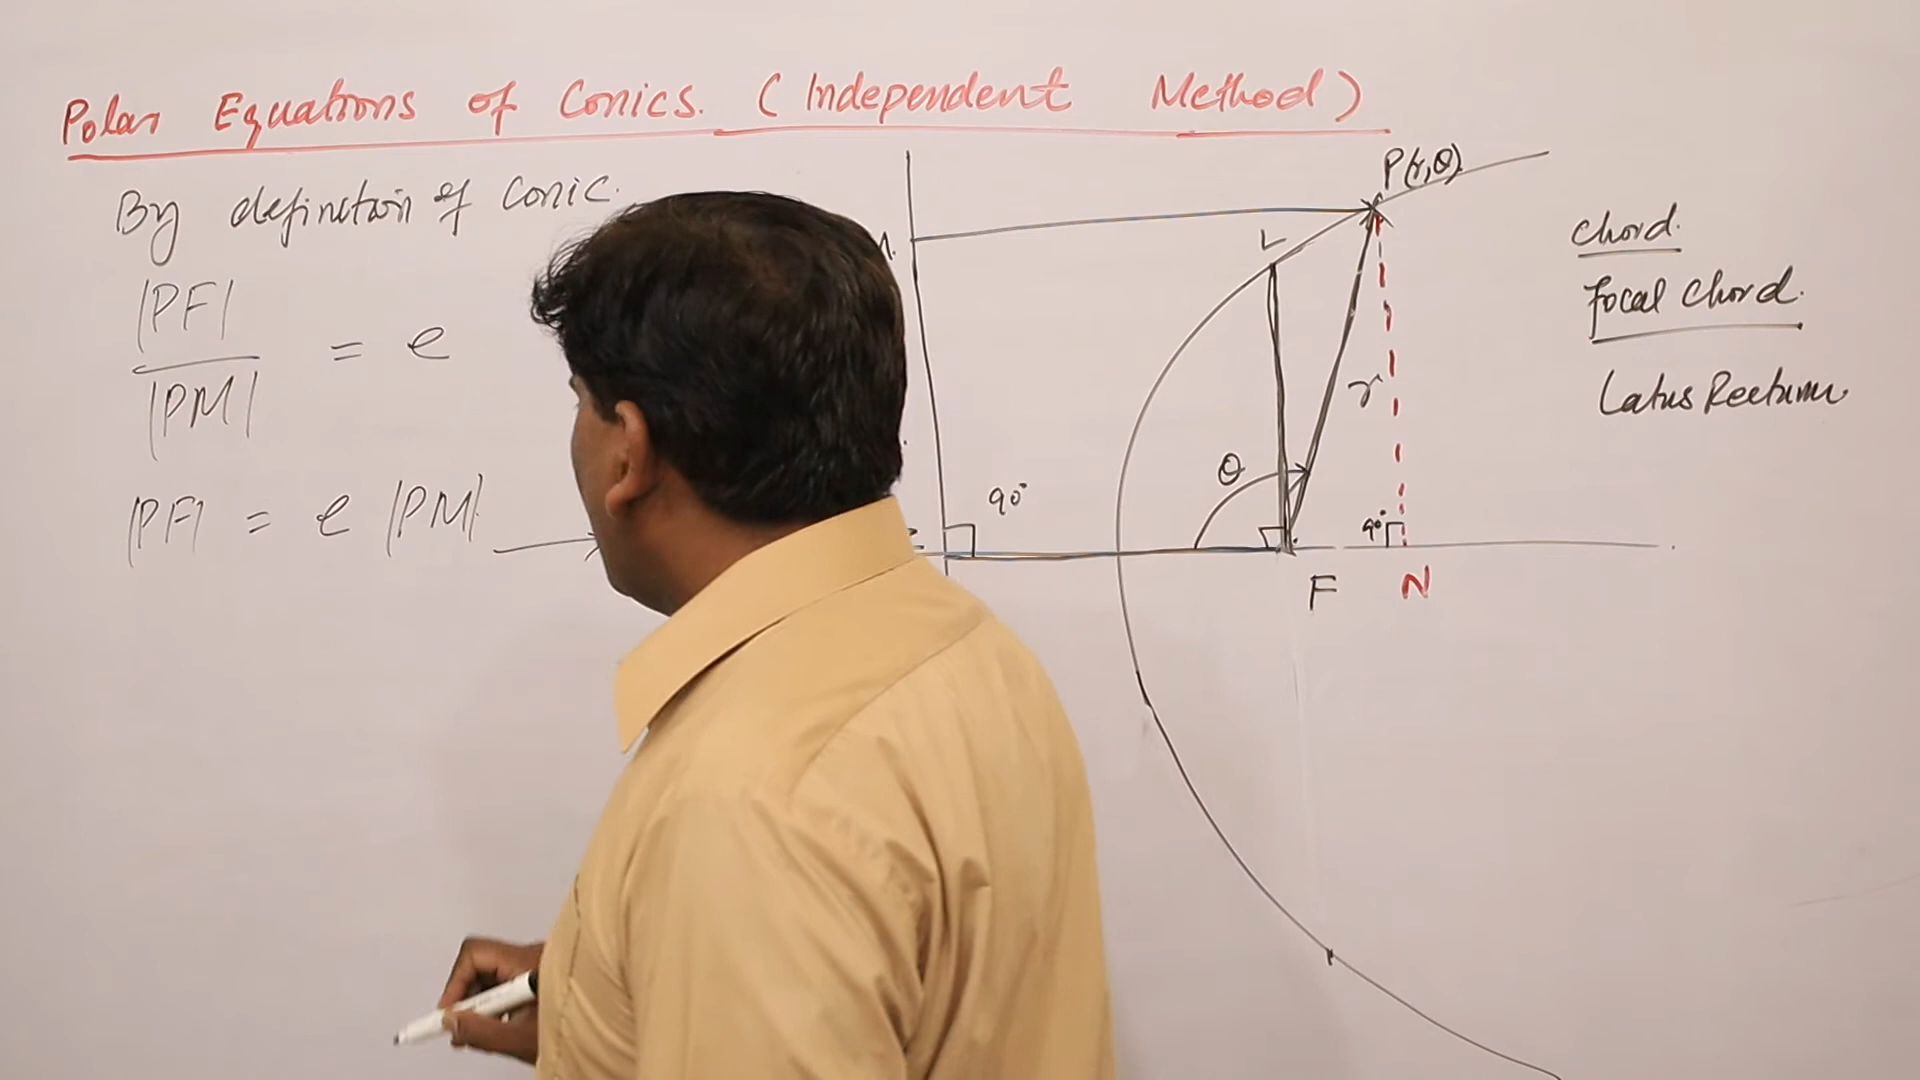 Polar Equations of Conics. (Independent Method)
By definition of Conic.
|PF|
|PM|
= e
|PF| = e |PM|
P(r,θ)
L
r
θ
90°
90°
F
N
Chord.
Focal Chord.
Latus Rectum.